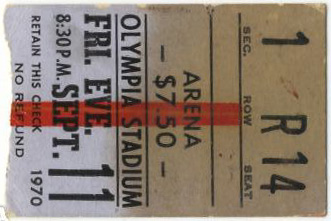 1 R 14
SEC. ROW SEAT
ARENA
— $7.50 —
OLYMPIA STADIUM
FRI. EVE. 11
8:30 P.M. SEPT.
RETAIN THIS CHECK
NO REFUND 1970